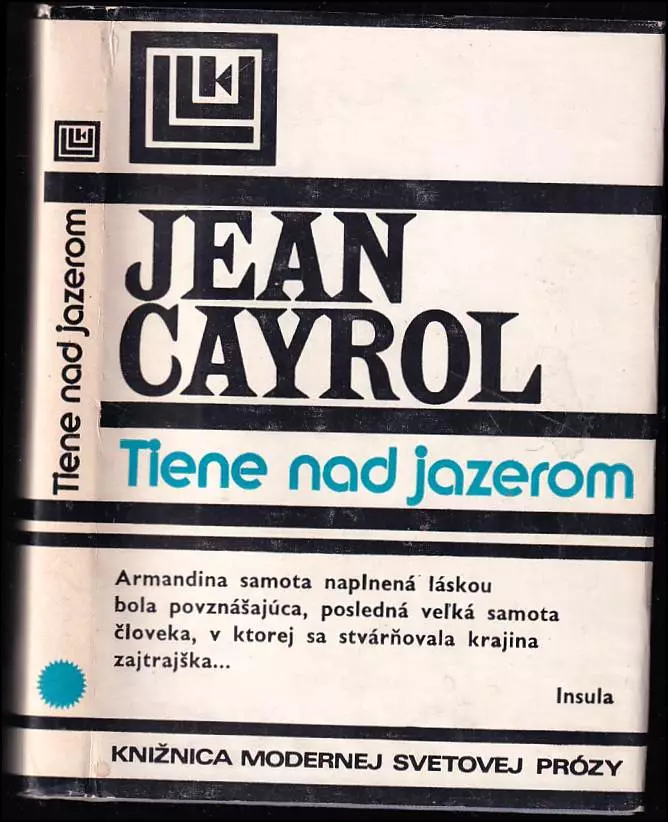 Tiene nad jazerom
JEAN
CAYROL
Tiene nad jazerom
Armandina samota naplnená láskou
bola povznášajúca, posledná veľká samota
človeka, v ktorej sa stvárňovala krajina
zajtrajška...
Insula
KNIŽNICA MODERNEJ SVETOVEJ PRÓZY